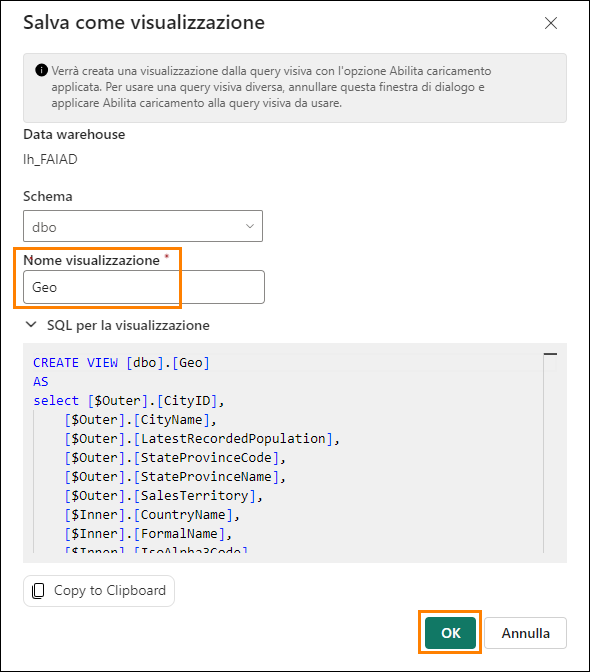 Salva come visualizzazione
Verrà creata una visualizzazione dalla query visiva con l'opzione Abilita caricamento
applicata. Per usare una query visiva diversa, annullare questa finestra di dialogo e
applicare Abilita caricamento alla query visiva da usare.
Data warehouse
lh_FAIAD
Schema
dbo
Nome visualizzazione *
Geo
SQL per la visualizzazione
CREATE VIEW [dbo].[Geo]
AS
select [$Outer].[CityID],
[$Outer].[CityName],
[$Outer].[LatestRecordedPopulation],
[$Outer].[StateProvinceCode],
[$Outer].[StateProvinceName],
[$Outer].[SalesTerritory],
[$Inner].[CountryName],
[$Inner].[FormalName],
[$Inner].[IsoAlpha3Code]
Copy to Clipboard
OK
Annulla